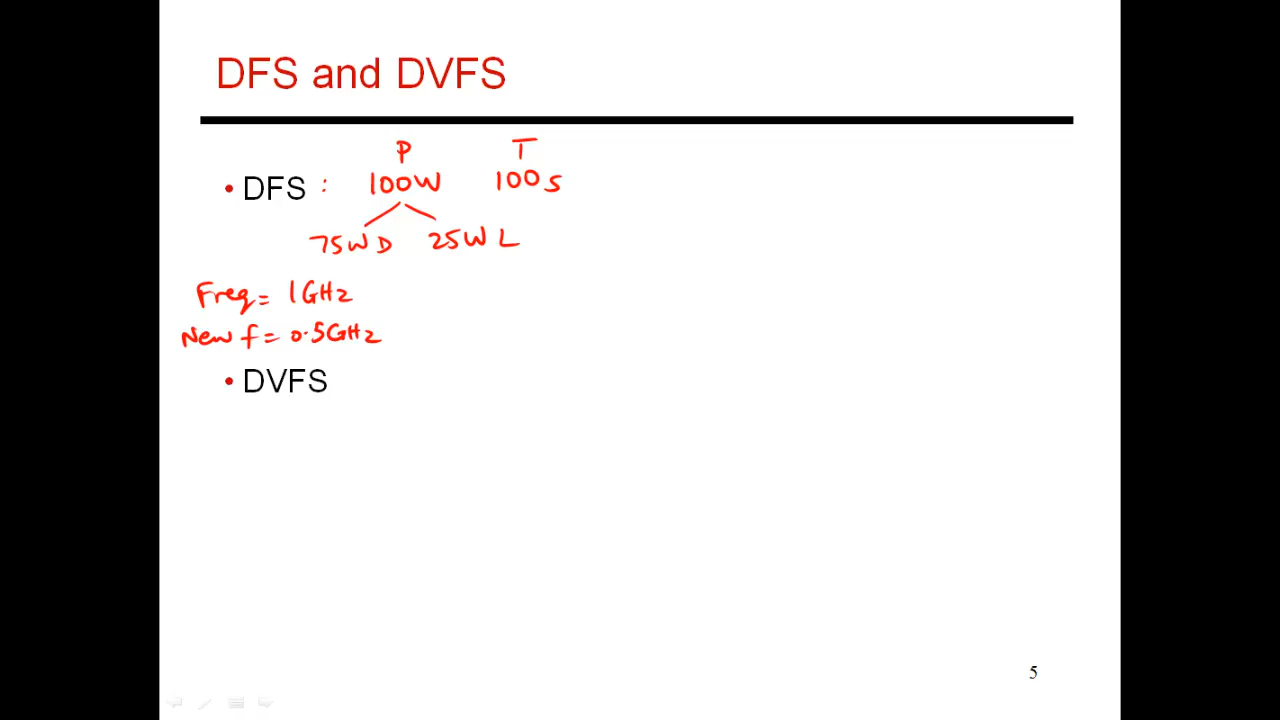 DFS and DVFS
P T
• DFS : 100W 100s
75W D 25W L
Freq = 1GHz
New f = 0.5GHz
• DVFS
5